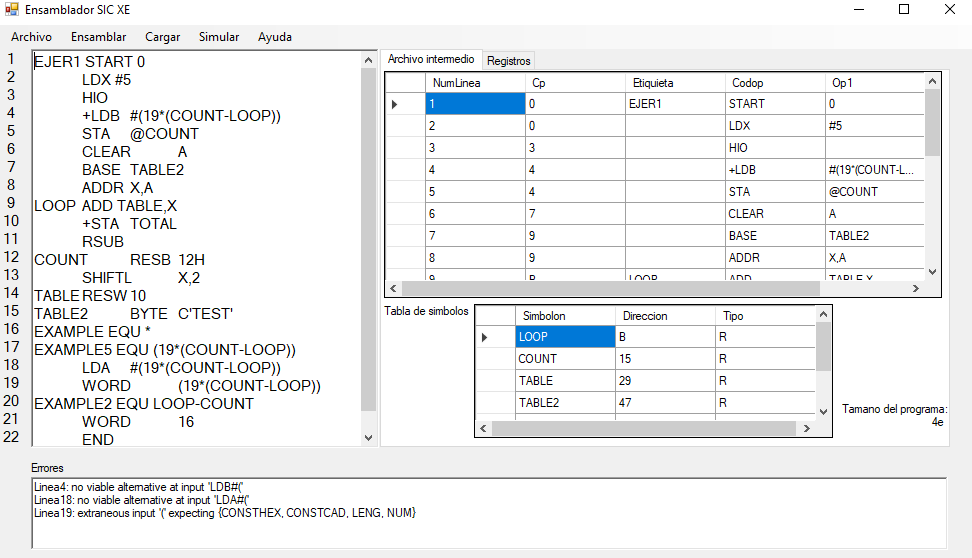 Ensamblador SIC XE
Archivo Ensamblar Cargar Simular Ayuda
1 EJER1 START 0
2 LDX #5
3 HIO
4 +LDB #(19*(COUNT-LOOP))
5 STA @COUNT
6 CLEAR A
7 BASE TABLE2
8 ADDR X,A
9 LOOP ADD TABLE,X
10 +STA TOTAL
11 RSUB
12 COUNT RESB 12H
13 SHIFTL X,2
14 TABLE RESW 10
15 TABLE2 BYTE C'TEST'
16 EXAMPLE EQU *
17 EXAMPLE5 EQU (19*(COUNT-LOOP))
18 LDA #(19*(COUNT-LOOP))
19 WORD (19*(COUNT-LOOP))
20 EXAMPLE2 EQU LOOP-COUNT
21 WORD 16
22 END
Archivo intermedio Registros
NumLinea Cp Etiquieta Codop Op1
1 0 EJER1 START 0
2 0 LDX #5
3 3 HIO
4 4 +LDB #(19*(COUNT-L...
5 4 STA @COUNT
6 7 CLEAR A
7 9 BASE TABLE2
8 9 ADDR X,A
9 B LOOP ADD TABLE,X
Tabla de simbolos
Simbolon Direccion Tipo
LOOP B R
COUNT 15 R
TABLE 29 R
TABLE2 47 R
Tamano del programa:
4e
Errores
Linea4: no viable alternative at input 'LDB#('
Linea18: no viable alternative at input 'LDA#('
Linea19: extraneous input '(' expecting {CONSTHEX, CONSTCAD, LENG, NUM}